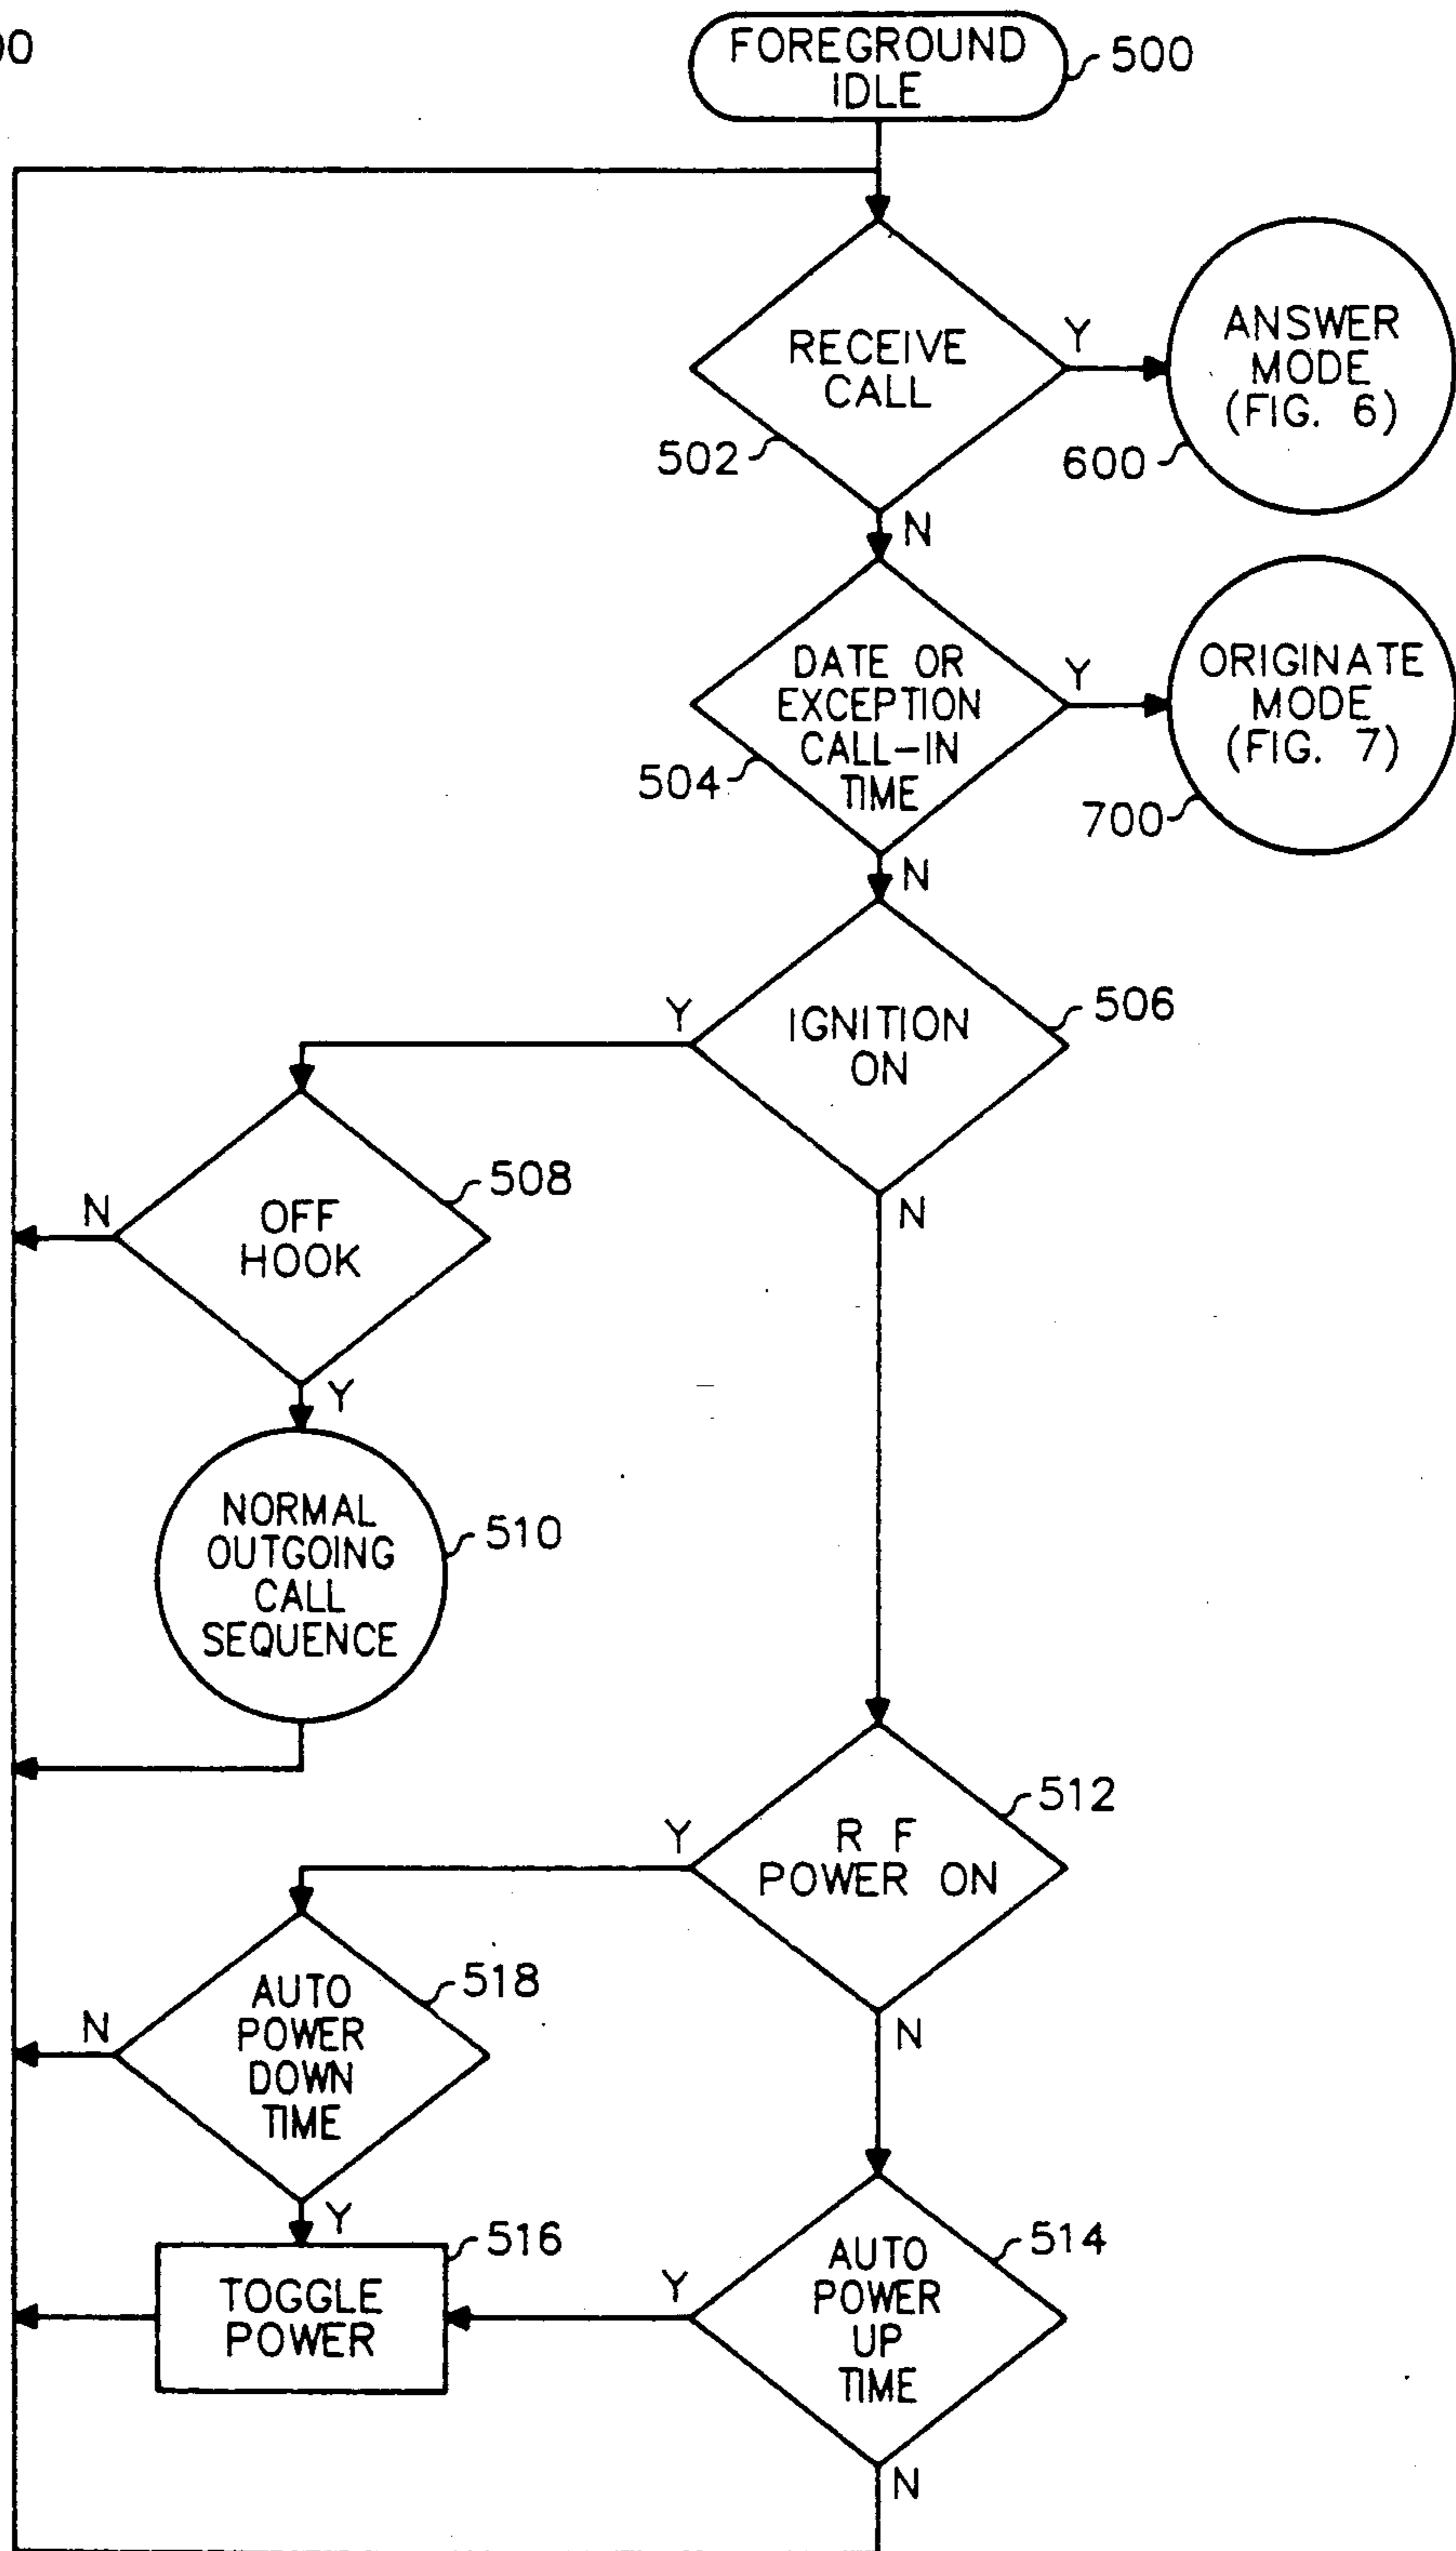 00
FOREGROUND
IDLE
500
RECEIVE
CALL
Y
502
N
ANSWER
MODE
(FIG. 6)
600
DATE OR
EXCEPTION
CALL-IN
TIME
Y
504
N
ORIGINATE
MODE
(FIG. 7)
700
IGNITION
ON
506
Y
N
OFF
HOOK
508
N
Y
NORMAL
OUTGOING
CALL
SEQUENCE
510
R F
POWER ON
512
Y
N
AUTO
POWER
DOWN
TIME
518
N
Y
TOGGLE
POWER
516
AUTO
POWER
UP
TIME
514
Y
N